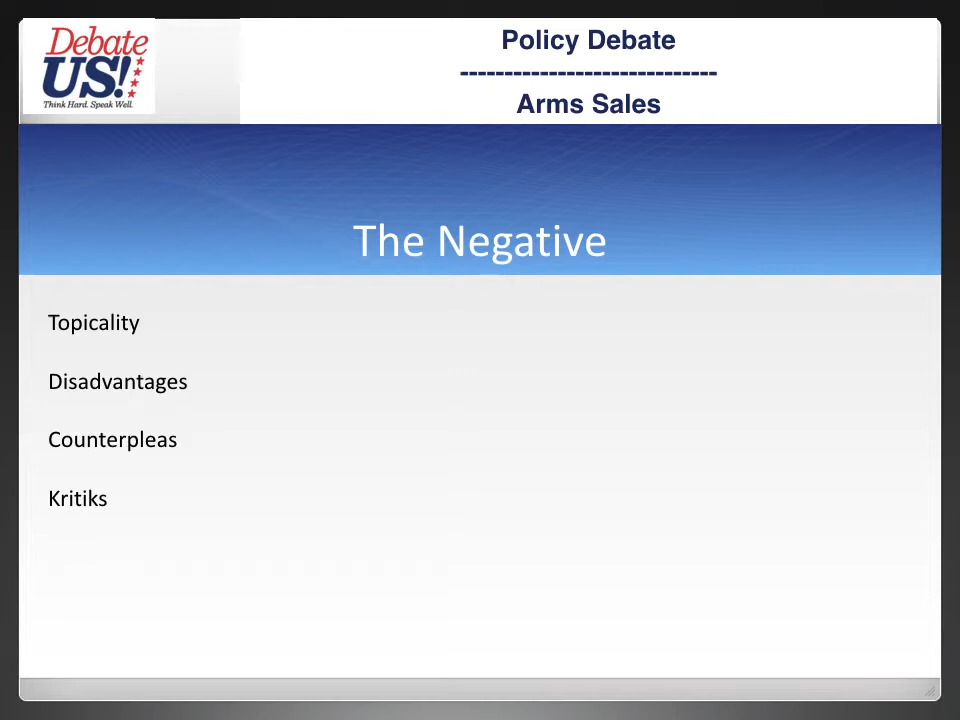 Debate
US!
Think Hard. Speak Well.
Policy Debate
-----------------------------
Arms Sales
The Negative
Topicality
Disadvantages
Counterpleas
Kritiks